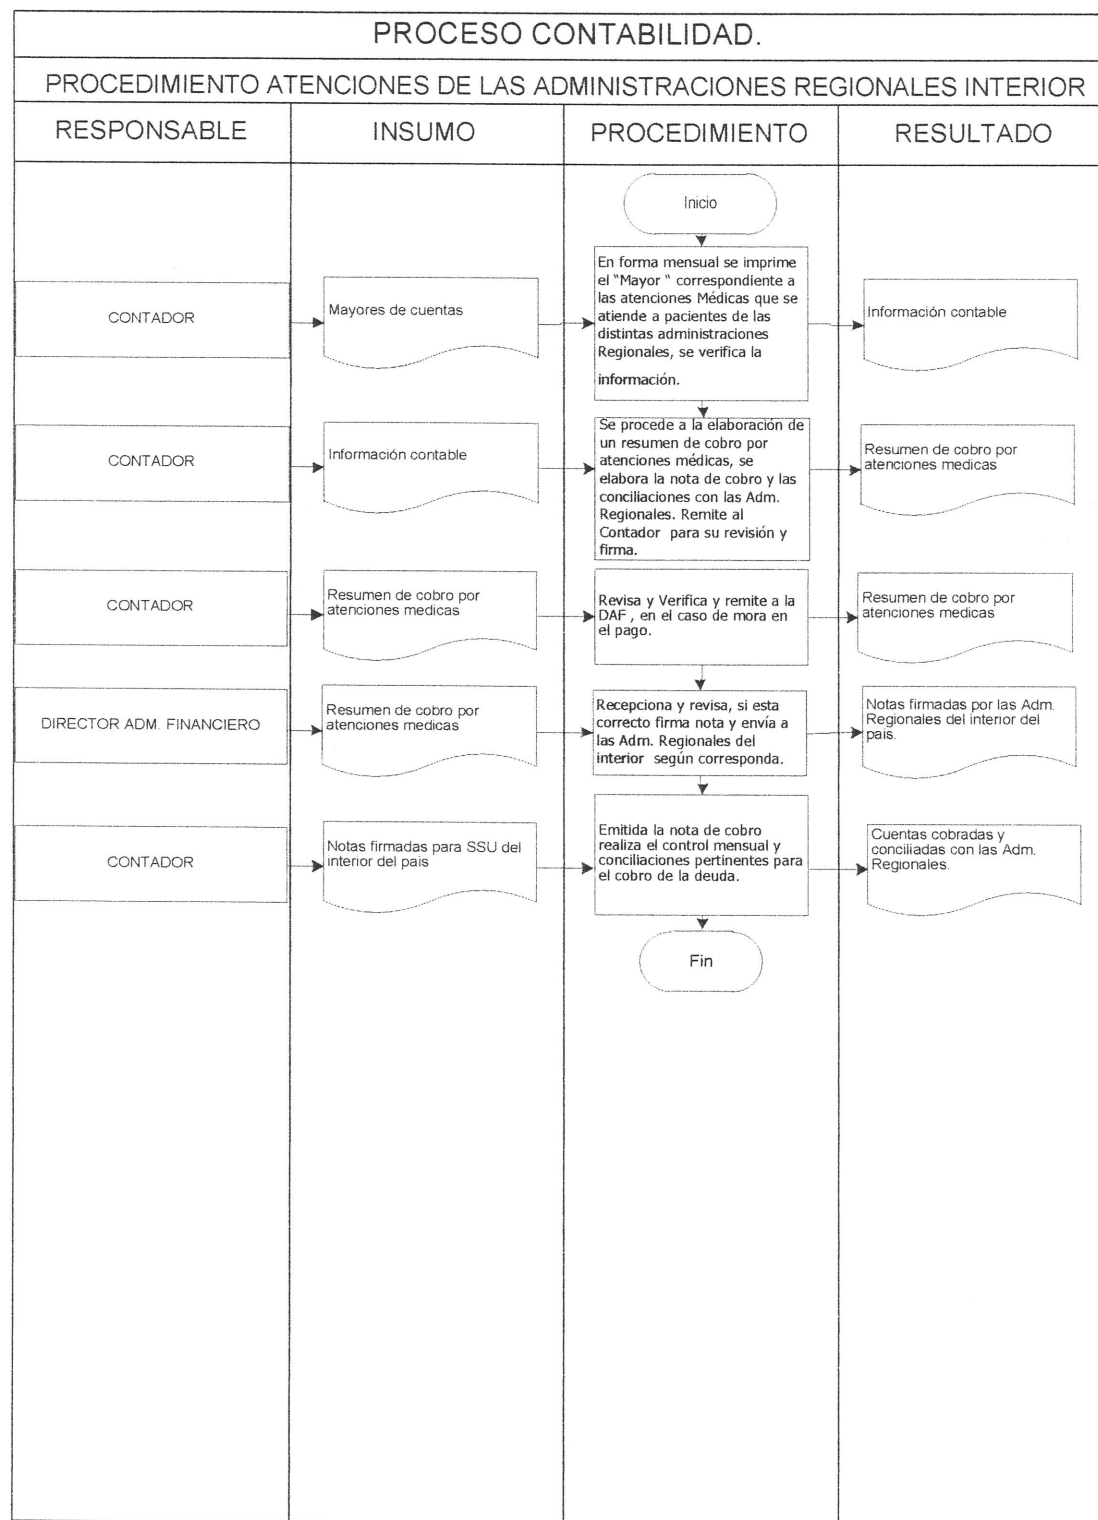 PROCESO CONTABILIDAD.
PROCEDIMIENTO ATENCIONES DE LAS ADMINISTRACIONES REGIONALES INTERIOR
RESPONSABLE
INSUMO
PROCEDIMIENTO
RESULTADO
Inicio
CONTADOR
Mayores de cuentas
En forma mensual se imprime
el "Mayor " correspondiente a
las atenciones Médicas que se
atiende a pacientes de las
distintas administraciones
Regionales, se verifica la
información.
Información contable
CONTADOR
Información contable
Se procede a la elaboración de
un resumen de cobro por
atenciones médicas, se
elabora la nota de cobro y las
conciliaciones con las Adm.
Regionales. Remite al
Contador para su revisión y
firma.
Resumen de cobro por
atenciones medicas
CONTADOR
Resumen de cobro por
atenciones medicas
Revisa y Verifica y remite a la
DAF , en el caso de mora en
el pago.
Resumen de cobro por
atenciones medicas
DIRECTOR ADM. FINANCIERO
Resumen de cobro por
atenciones medicas
Recepciona y revisa, si esta
correcto firma nota y envía a
las Adm. Regionales del
interior según corresponda.
Notas firmadas por las Adm.
Regionales del interior del
pais.
CONTADOR
Notas firmadas para SSU del
interior del pais
Emitida la nota de cobro
realiza el control mensual y
conciliaciones pertinentes para
el cobro de la deuda.
Cuentas cobradas y
conciliadas con las Adm.
Regionales.
Fin